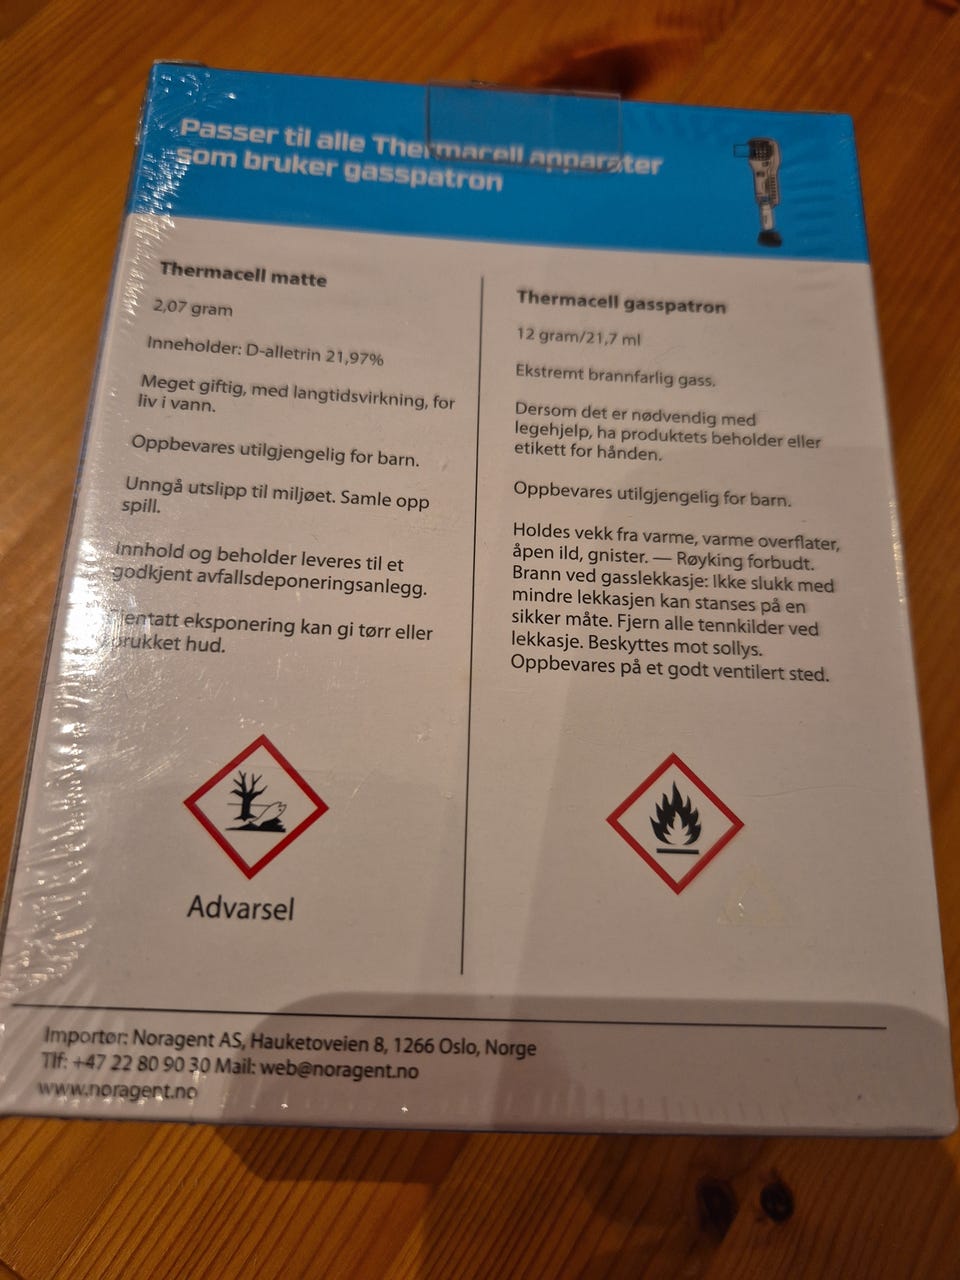 Passer til alle Thermacell apparater
som bruker gasspatron
Thermacell matte
2,07 gram
Inneholder: D-alletrin 21,97%
Meget giftig, med langtidsvirkning, for
liv i vann.
Oppbevares utilgjengelig for barn.
Unngå utslipp til miljøet. Samle opp
spill.
Innhold og beholder leveres til et
godkjent avfallsdeponeringsanlegg.
Gjentatt eksponering kan gi tørr eller
sprukket hud.
Advarsel
Thermacell gasspatron
12 gram/21,7 ml
Ekstremt brannfarlig gass.
Dersom det er nødvendig med
legehjelp, ha produktets beholder eller
etikett for hånden.
Oppbevares utilgjengelig for barn.
Holdes vekk fra varme, varme overflater,
åpen ild, gnister. — Røyking forbudt.
Brann ved gasslekkasje: Ikke slukk med
mindre lekkasjen kan stanses på en
sikker måte. Fjern alle tennkilder ved
lekkasje. Beskyttes mot sollys.
Oppbevares på et godt ventilert sted.
Importør: Noragent AS, Hauketoveien 8, 1266 Oslo, Norge
Tlf: +47 22 80 90 30 Mail: web@noragent.no
www.noragent.no